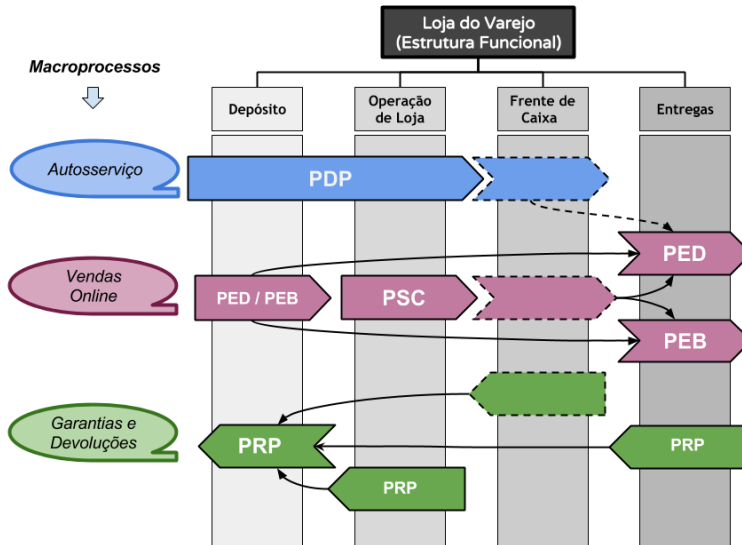 Loja do Varejo
(Estrutura Funcional)
Macroprocessos
Depósito
Operação
de Loja
Frente de
Caixa
Entregas
Autosserviço
PDP
PED
Vendas
Online
PED / PEB
PSC
PEB
Garantias e
Devoluções
PRP
PRP
PRP